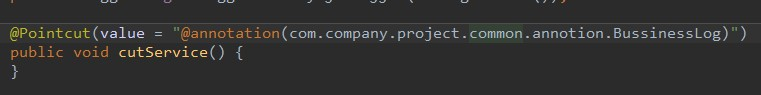 @Pointcut(value = "@annotation(com.company.project.common.annotion.BussinessLog)")
public void cutService() {
}